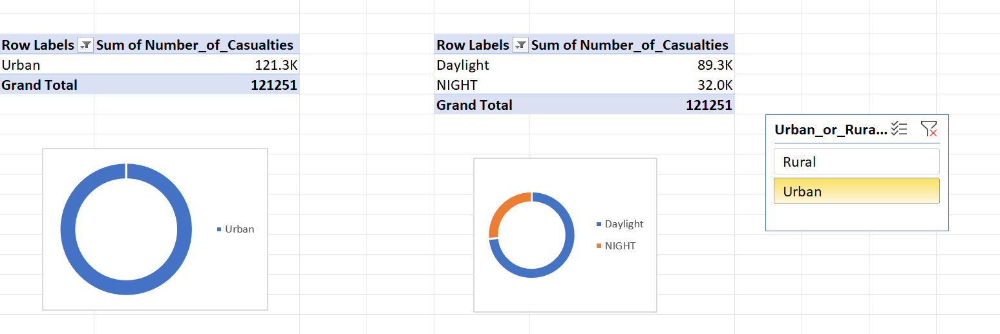 Row Labels Sum of Number_of_Casualties
Urban 121.3K
Grand Total 121251
Row Labels Sum of Number_of_Casualties
Daylight 89.3K
NIGHT 32.0K
Grand Total 121251
Urban
Daylight
NIGHT
Urban_or_Rura...
Rural
Urban